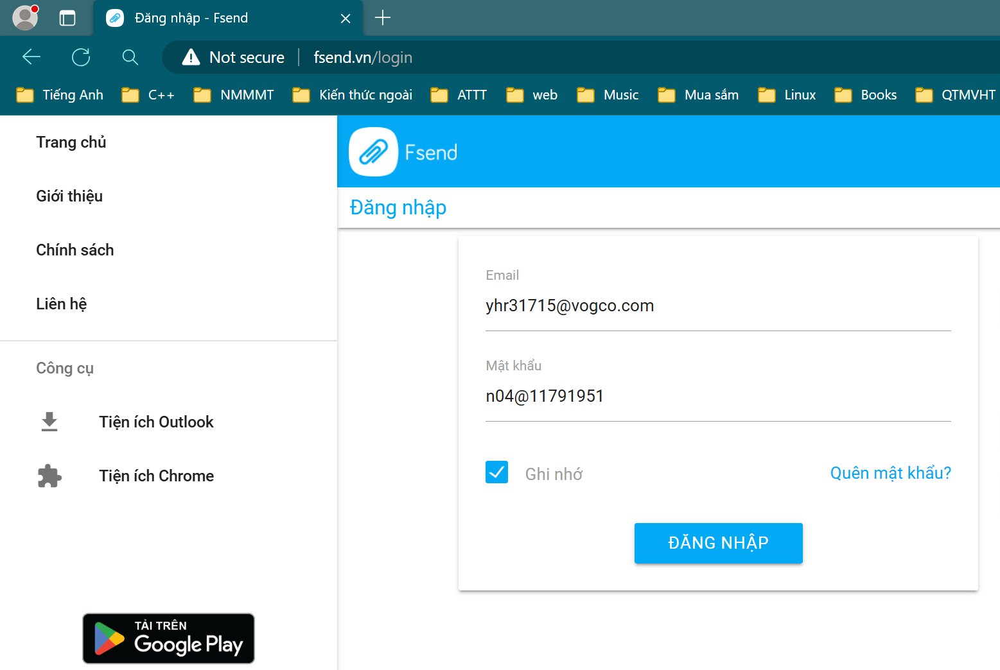 Đăng nhập - Fsend
Not secure | fsend.vn/login
Tiếng Anh C++ NMMMT Kiến thức ngoài ATTT web Music Mua sắm Linux Books QTMVHT
Trang chủ
Giới thiệu
Chính sách
Liên hệ
Công cụ
Tiện ích Outlook
Tiện ích Chrome
TẢI TRÊN
Google Play
Fsend
Đăng nhập
Email
yhr31715@vogco.com
Mật khẩu
n04@11791951
Ghi nhớ Quên mật khẩu?
ĐĂNG NHẬP